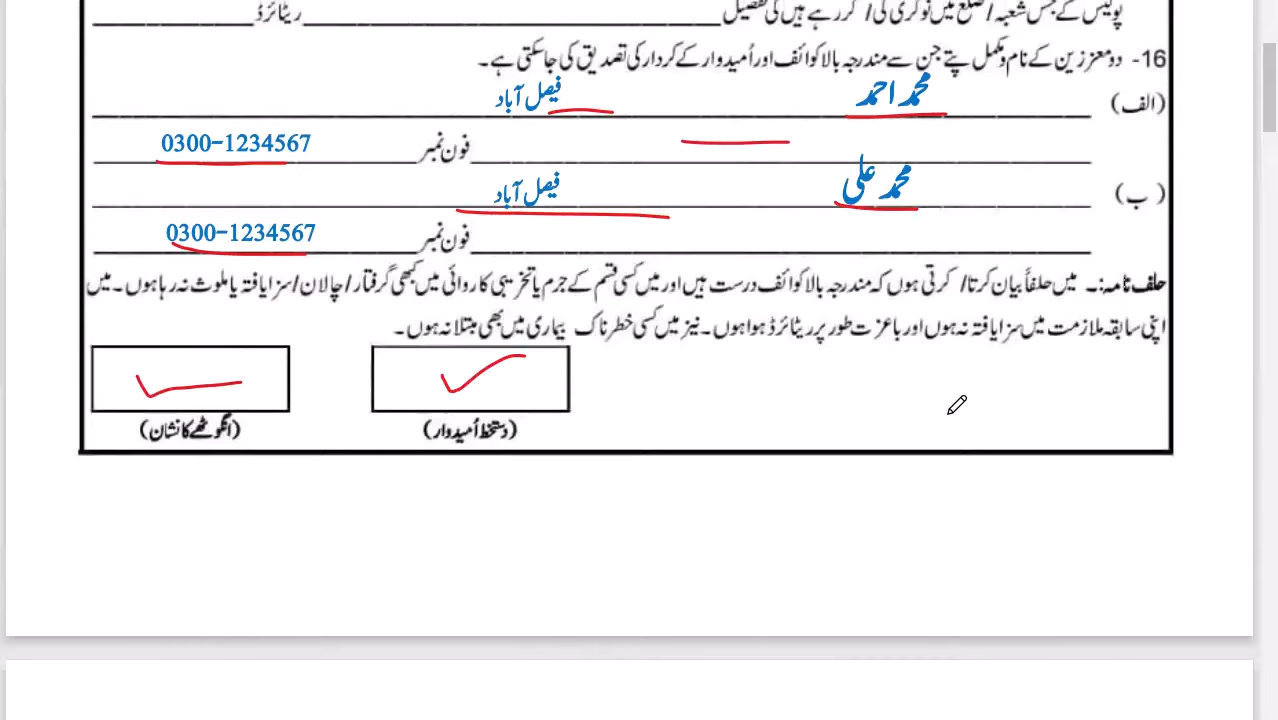 پولیس کے جس شعبہ/ضلع میں نوکری کی/ کر رہے ہیں کی تفصیل ریٹائرڈ
16- دو معززین کے نام و مکمل پتے جن سے مندرجہ بالا کوائف اور اُمیدوار کے کردار کی تصدیق کی جا سکتی ہے۔
(الف) محمد احمد فیصل آباد
فون نمبر 0300-1234567
(ب) محمد علی فیصل آباد
فون نمبر 0300-1234567
حلف نامہ:۔ میں حلفاً بیان کرتا/ کرتی ہوں کہ مندرجہ بالا کوائف درست ہیں اور میں کسی قسم کے جرم یا تخریبی کاروائی میں کبھی گرفتار/چالان/سزا یافتہ یا ملوث نہ رہا ہوں۔ میں
اپنی سابقہ ملازمت میں سزا یافتہ نہ ہوں اور باعزت طور پر ریٹائرڈ ہوا ہوں۔ نیز میں کسی خطرناک بیماری میں بھی مبتلا نہ ہوں۔
(دستخط اُمیدوار) (انگوٹھے کا نشان)